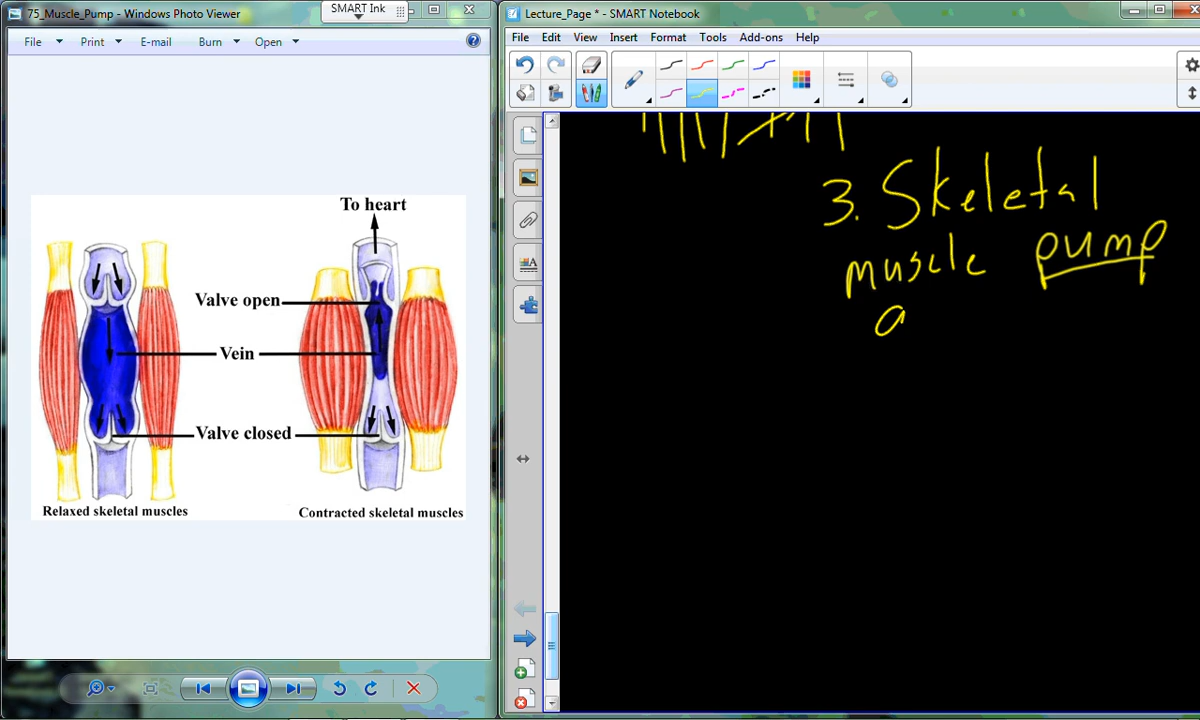 75_Muscle_Pump - Windows Photo Viewer
SMART Ink
File Print E-mail Burn Open
To heart
Valve open
Vein
Valve closed
Relaxed skeletal muscles
Contracted skeletal muscles
Lecture_Page * - SMART Notebook
File Edit View Insert Format Tools Add-ons Help
3. Skeletal
muscle pump
a